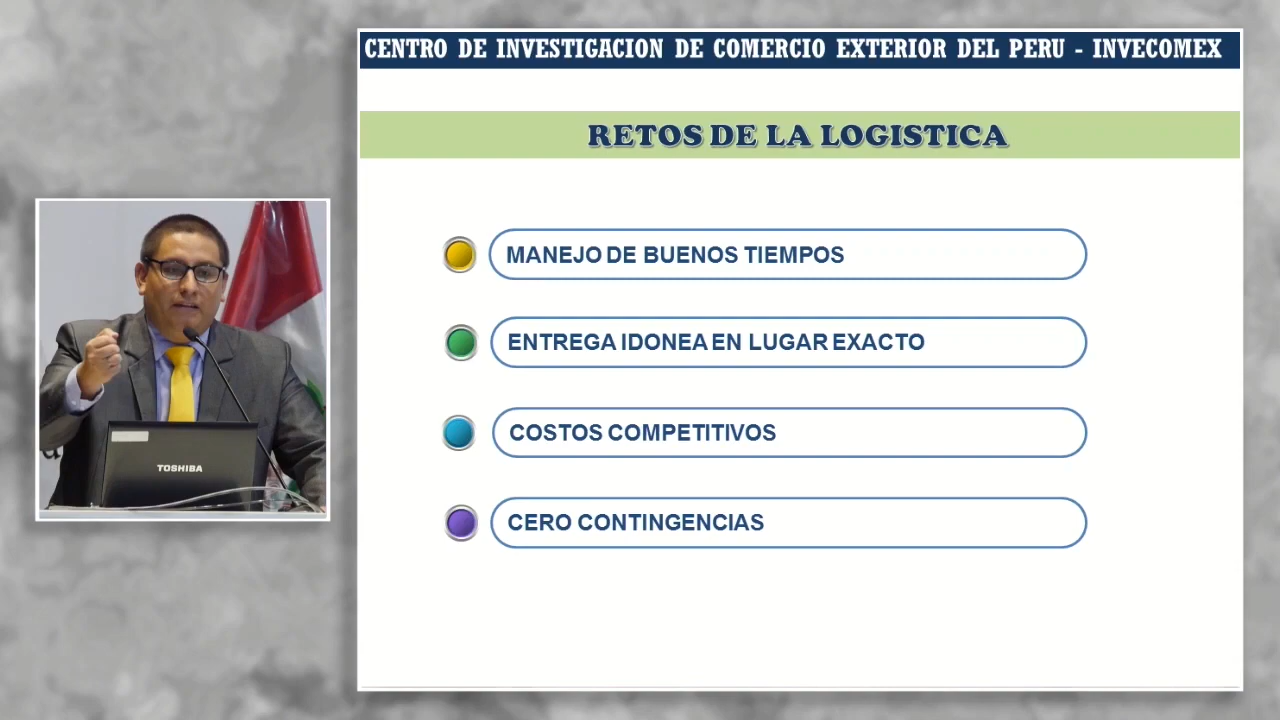 CENTRO DE INVESTIGACION DE COMERCIO EXTERIOR DEL PERU - INVECOMEX
RETOS DE LA LOGISTICA
MANEJO DE BUENOS TIEMPOS
ENTREGA IDONEA EN LUGAR EXACTO
COSTOS COMPETITIVOS
CERO CONTINGENCIAS
TOSHIBA